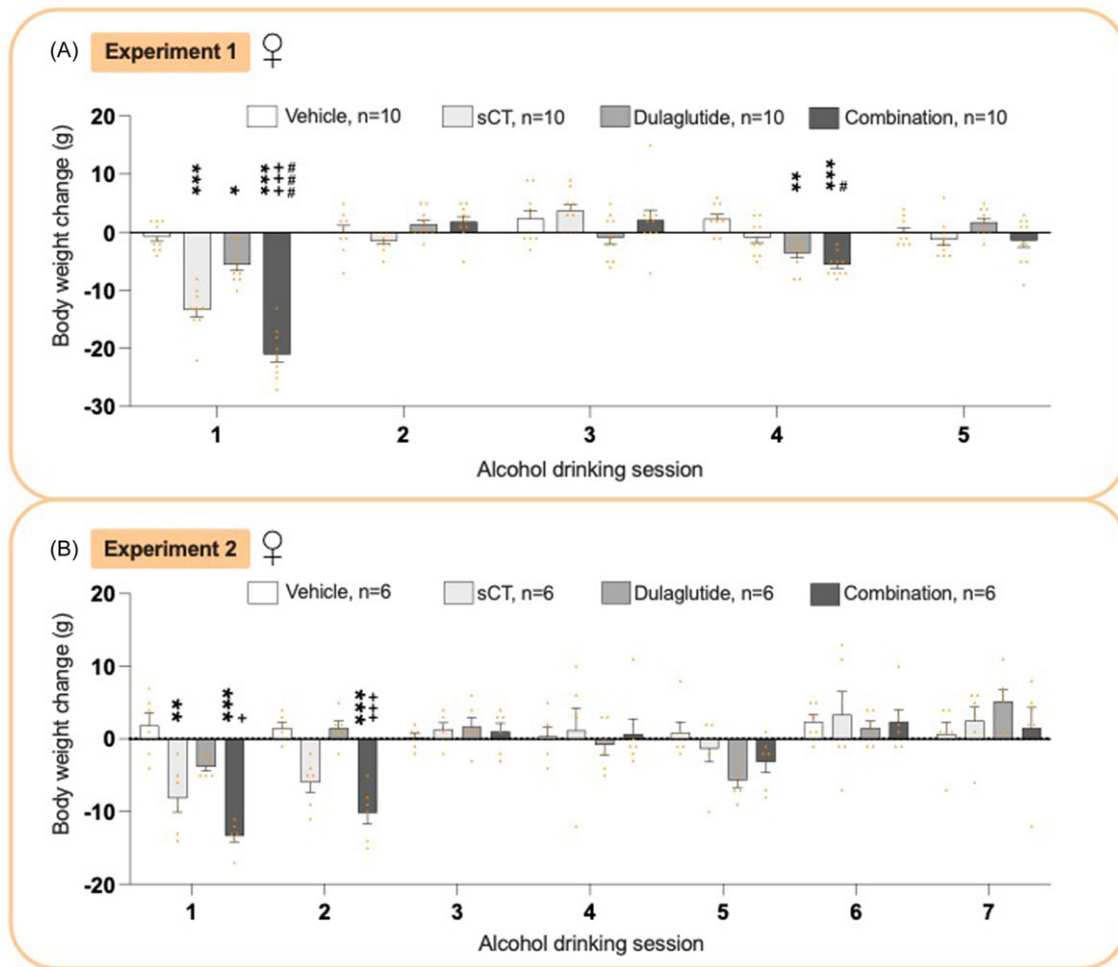 (A) Experiment 1 ♀
Vehicle, n=10 sCT, n=10 Dulaglutide, n=10 Combination, n=10
Body weight change (g)
20
10
0
-10
-20
-30
*** * ***
+++
###
** ***
#
1 2 3 4 5
Alcohol drinking session
(B) Experiment 2 ♀
Vehicle, n=6 sCT, n=6 Dulaglutide, n=6 Combination, n=6
Body weight change (g)
20
10
0
-10
-20
** ***
+
***
+++
1 2 3 4 5 6 7
Alcohol drinking session